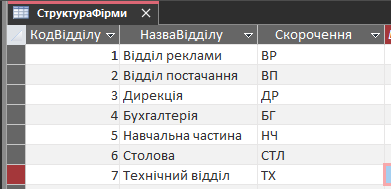 СтруктураФірми
КодВідділу НазваВідділу Скорочення
1 Відділ реклами ВР
2 Відділ постачання ВП
3 Дирекція ДР
4 Бухгалтерія БГ
5 Навчальна частина НЧ
6 Столова СТЛ
7 Технічний відділ ТХ